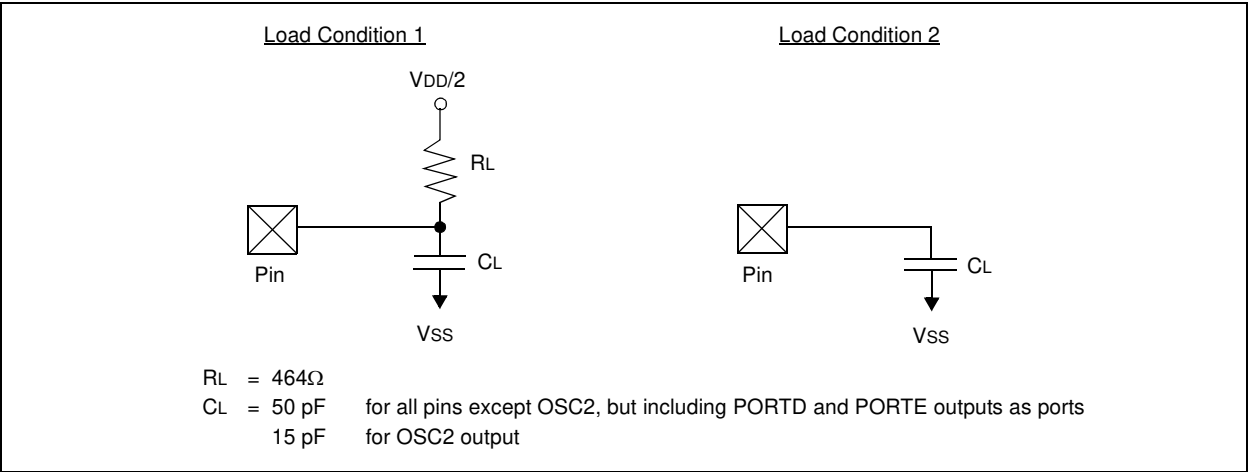 Load Condition 1
Load Condition 2
VDD/2
RL
Pin
CL
VSS
Pin
CL
VSS
RL = 464Ω
CL = 50 pF for all pins except OSC2, but including PORTD and PORTE outputs as ports
15 pF for OSC2 output